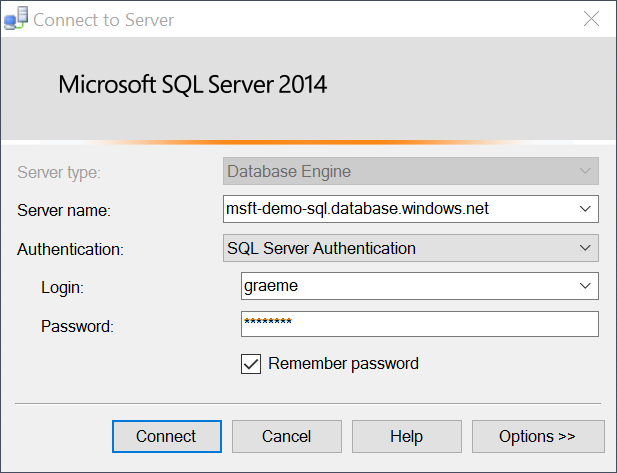 Connect to Server
Microsoft SQL Server 2014
Server type: Database Engine
Server name: msft-demo-sql.database.windows.net
Authentication: SQL Server Authentication
Login: graeme
Password: ********
Remember password
Connect Cancel Help Options >>